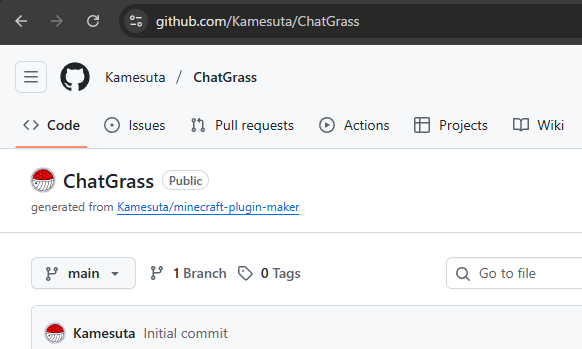 github.com/Kamesuta/ChatGrass
Kamesuta / ChatGrass
Code Issues Pull requests Actions Projects Wiki
ChatGrass Public
generated from Kamesuta/minecraft-plugin-maker
main 1 Branch 0 Tags Go to file
Kamesuta Initial commit